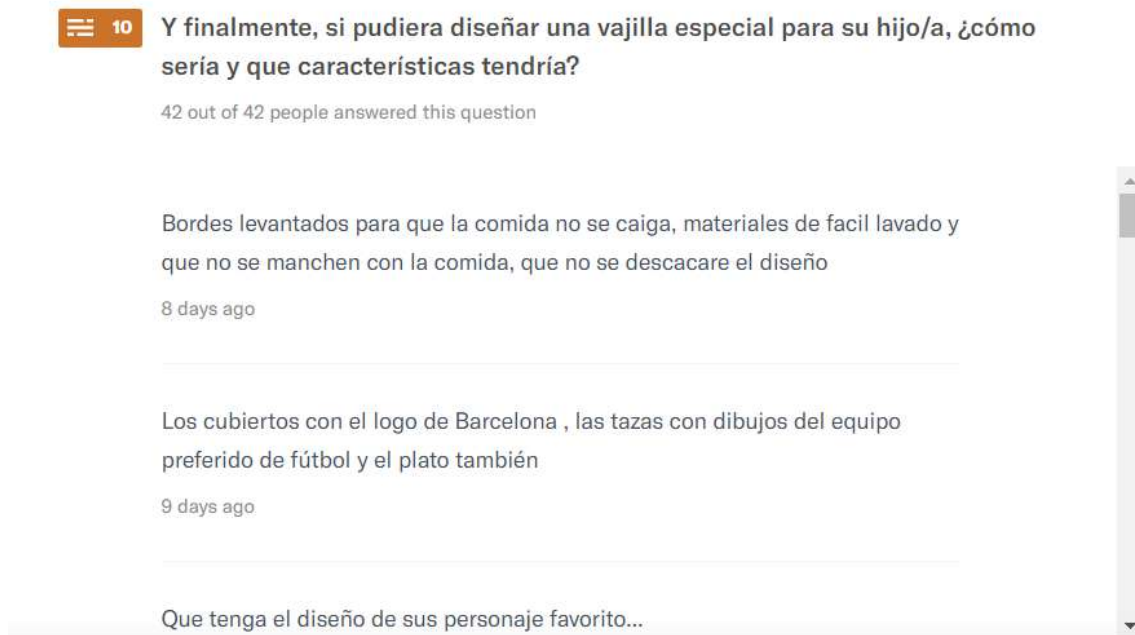 10 Y finalmente, si pudiera diseñar una vajilla especial para su hijo/a, ¿cómo
sería y que características tendría?
42 out of 42 people answered this question
Bordes levantados para que la comida no se caiga, materiales de facil lavado y
que no se manchen con la comida, que no se descacare el diseño
8 days ago
Los cubiertos con el logo de Barcelona , las tazas con dibujos del equipo
preferido de fútbol y el plato también
9 days ago
Que tenga el diseño de sus personaje favorito...